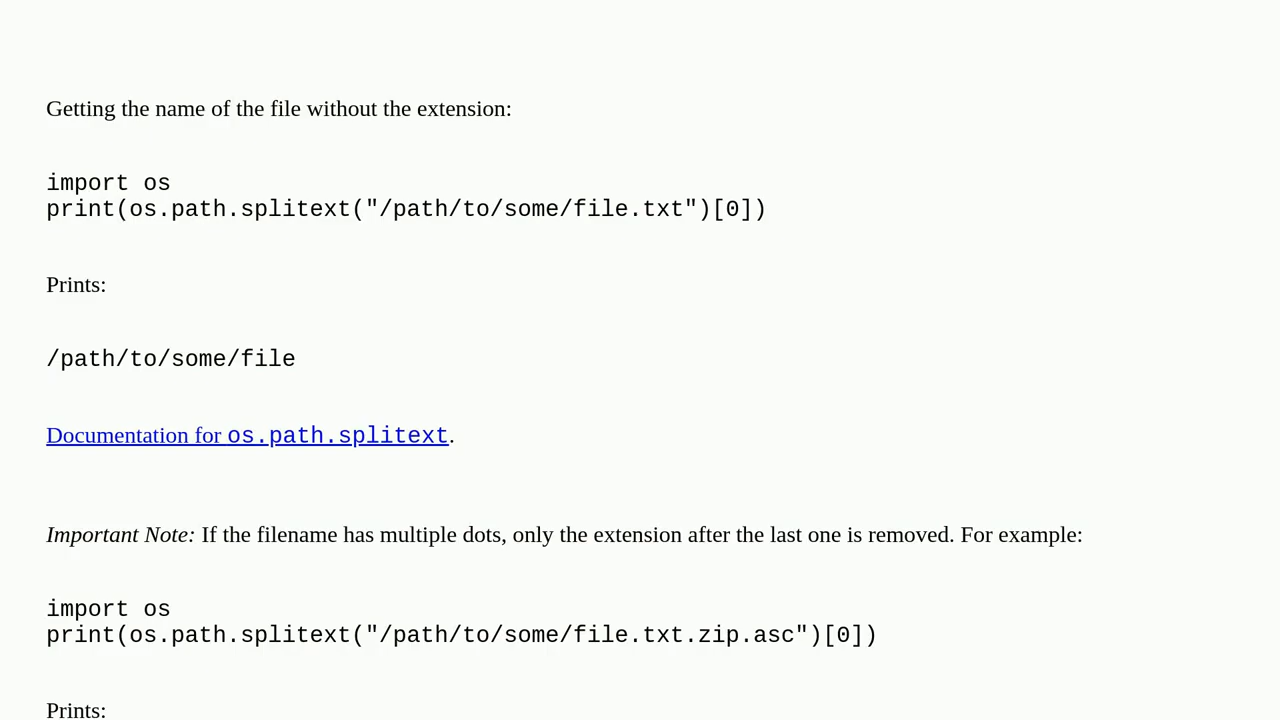 Getting the name of the file without the extension:
import os
print(os.path.splitext("/path/to/some/file.txt")[0])
Prints:
/path/to/some/file
Documentation for os.path.splitext.
Important Note: If the filename has multiple dots, only the extension after the last one is removed. For example:
import os
print(os.path.splitext("/path/to/some/file.txt.zip.asc")[0])
Prints: